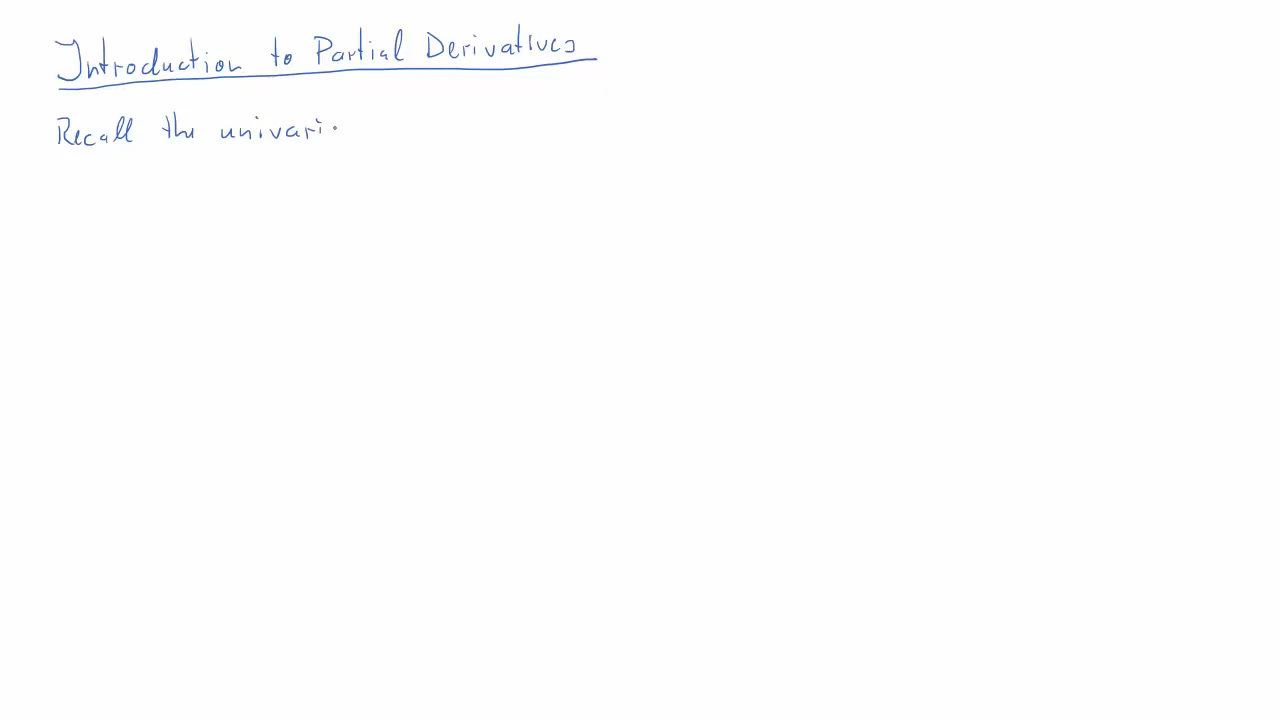 Introduction to Partial Derivatives
Recall the univari